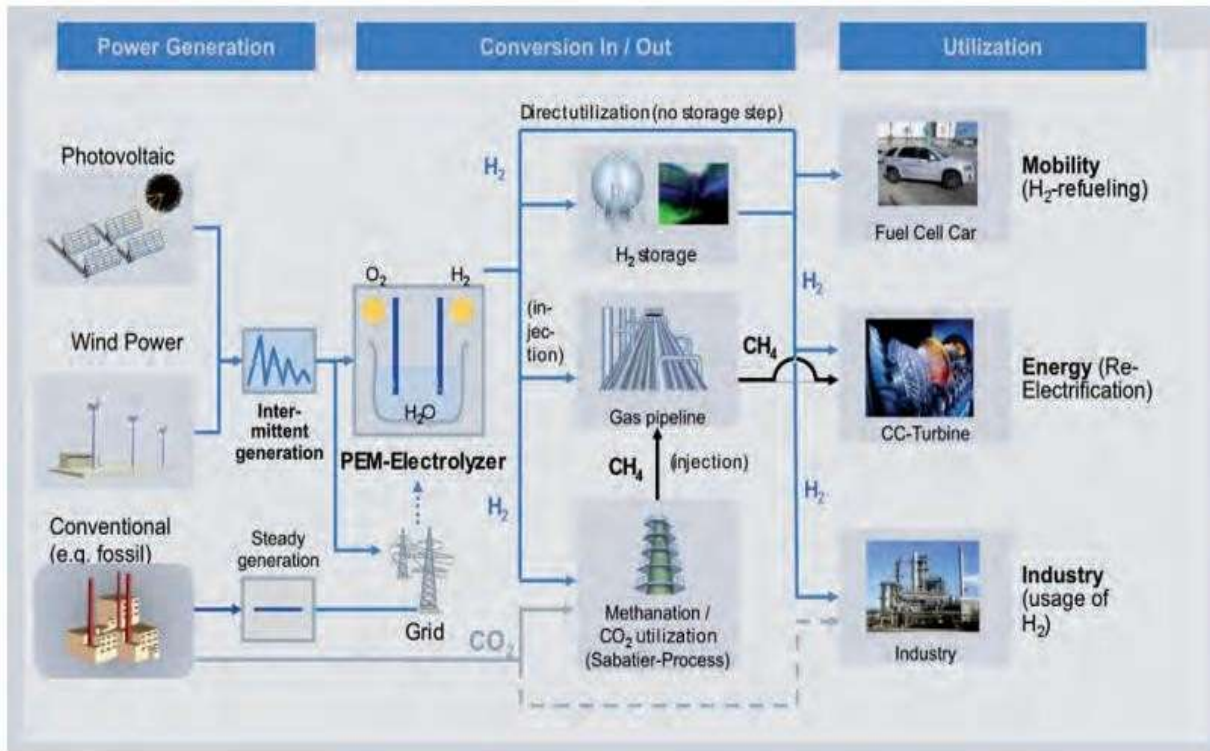 Power Generation
Conversion In / Out
Utilization
Direct utilization (no storage step)
Photovoltaic
H₂
Mobility
(H₂-refueling)
Fuel Cell Car
H₂ storage
O₂
H₂
(in-
jec-
tion)
H₂
Wind Power
CH₄
Energy (Re-
Electrification)
Inter-
mittent
generation
H₂O
Gas pipeline
CC-Turbine
PEM-Electrolyzer
CH₄
(injection)
H₂
H₂
Conventional
(e.g. fossil)
Steady
generation
Grid
CO₂
Methanation /
CO₂ utilization
(Sabatier-Process)
Industry
(usage of
H₂)
Industry